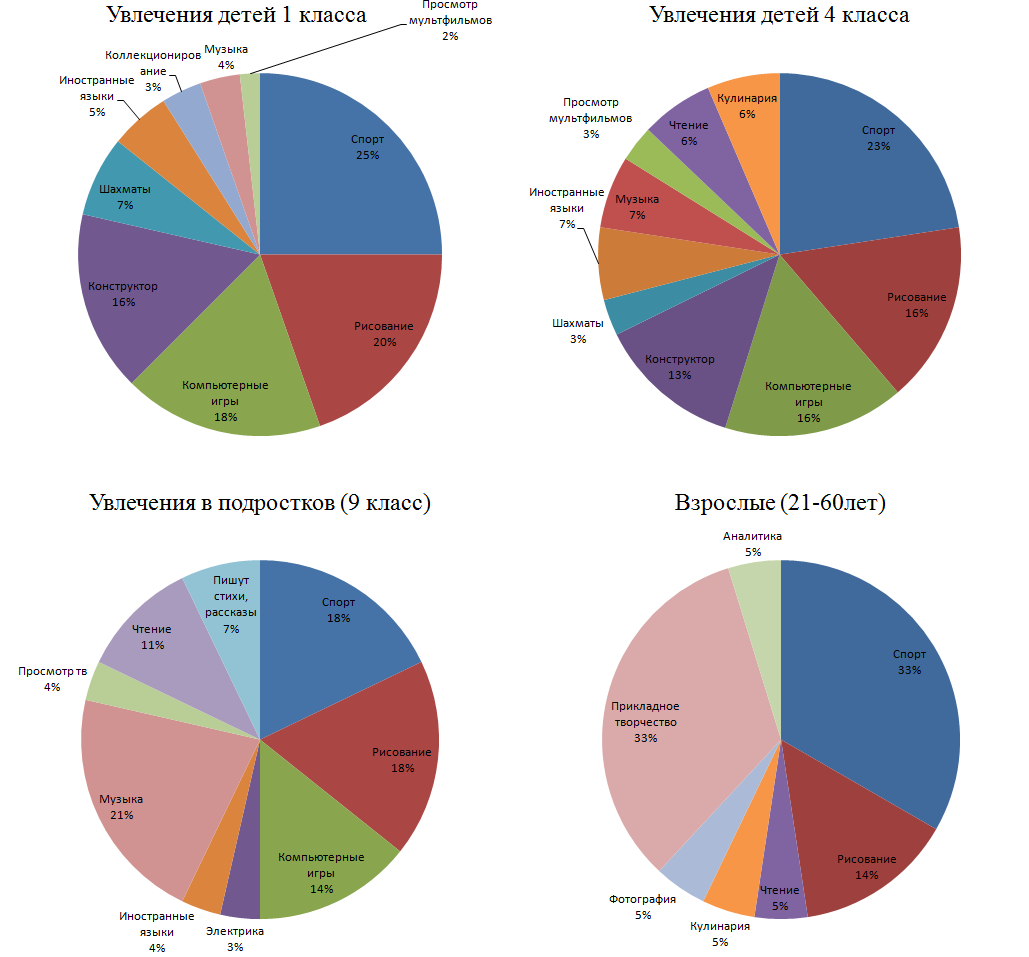 Увлечения детей 1 класса
Просмотр
мультфильмов
2%
Музыка
4%
Коллекциониров
ание
3%
Иностранные
языки
5%
Шахматы
7%
Конструктор
16%
Компьютерные
игры
18%
Рисование
20%
Спорт
25%
Увлечения детей 4 класса
Кулинария
6%
Чтение
6%
Просмотр
мультфильмов
3%
Музыка
7%
Иностранные
языки
7%
Шахматы
3%
Конструктор
13%
Компьютерные
игры
16%
Рисование
16%
Спорт
23%
Увлечения в подростков (9 класс)
Пишут
стихи,
рассказы
7%
Чтение
11%
Просмотр тв
4%
Музыка
21%
Иностранные
языки
4%
Электрика
3%
Компьютерные
игры
14%
Рисование
18%
Спорт
18%
Взрослые (21-60лет)
Аналитика
5%
Прикладное
творчество
33%
Фотография
5%
Кулинария
5%
Чтение
5%
Рисование
14%
Спорт
33%